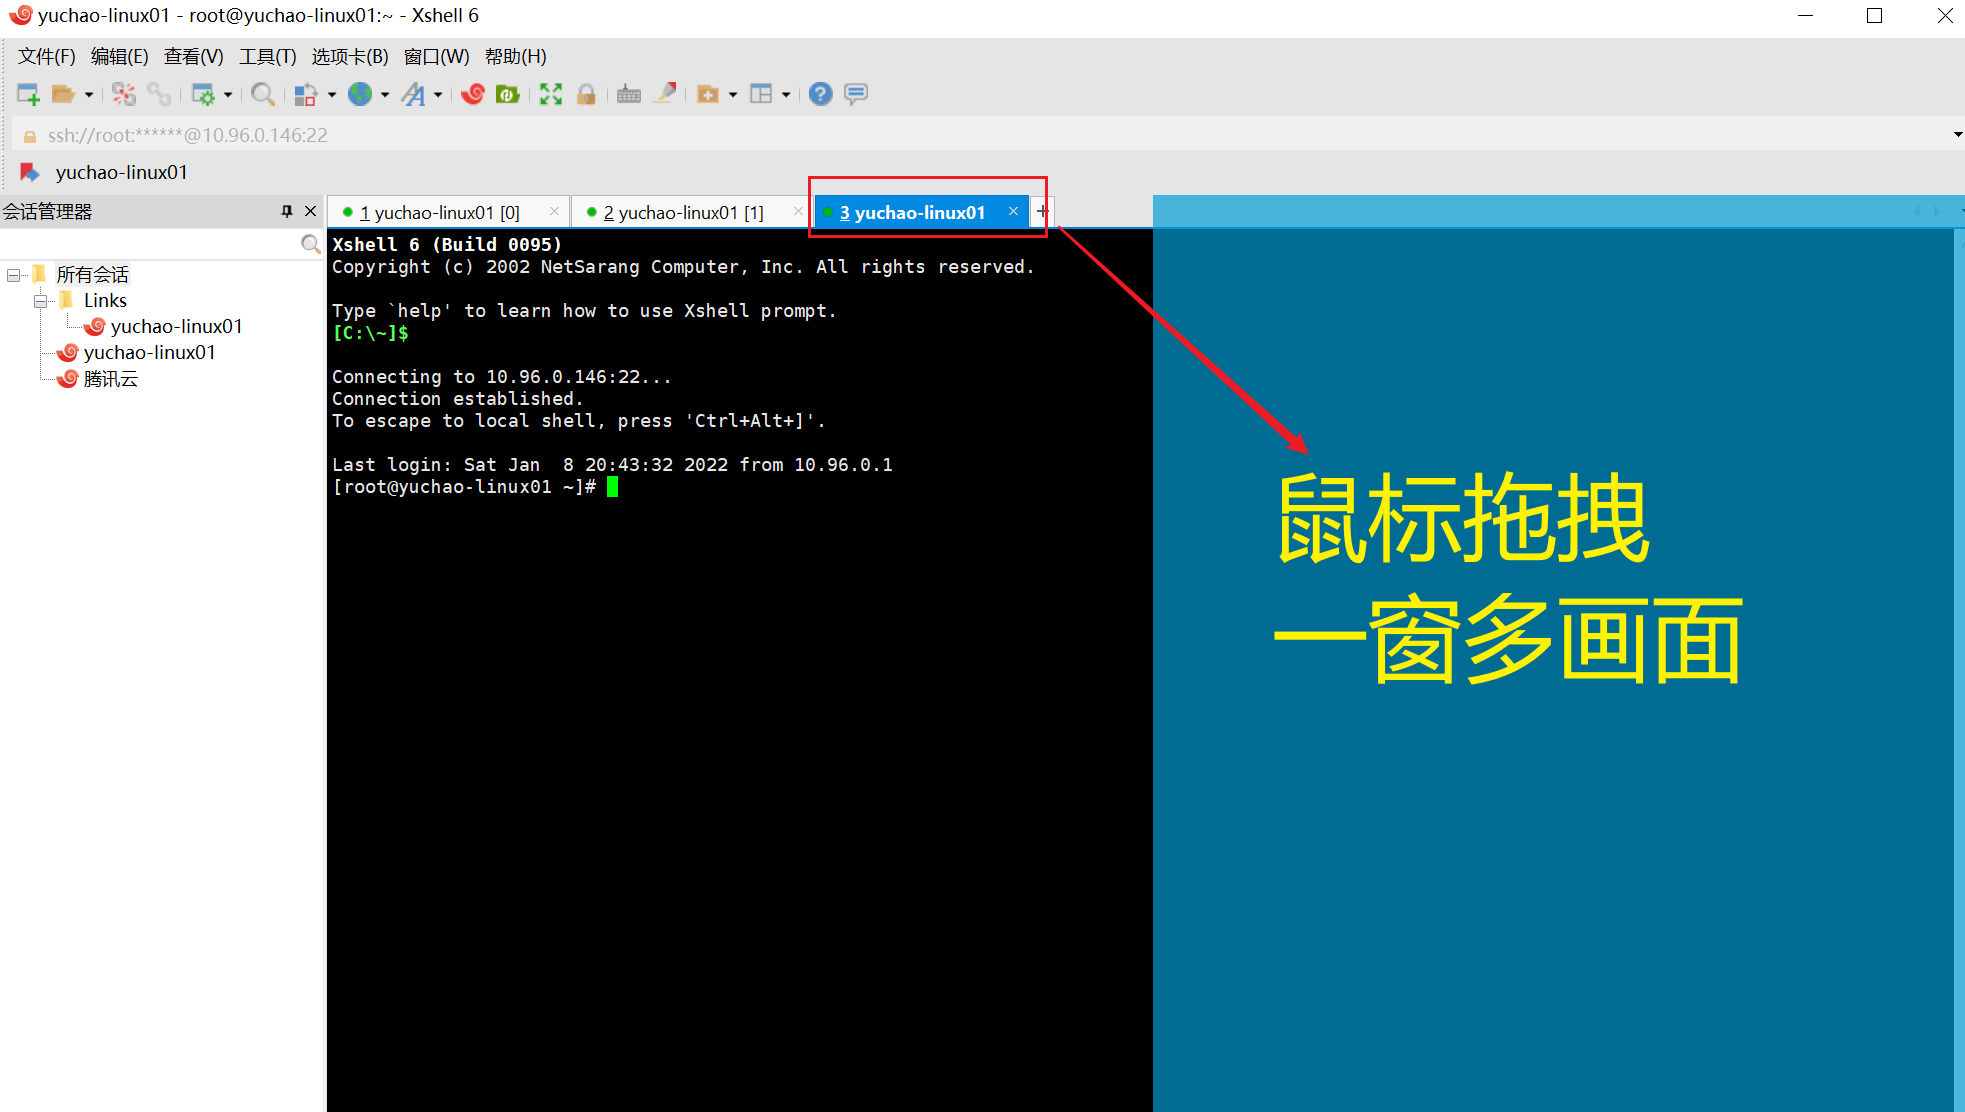 yuchao-linux01 - root@yuchao-linux01:~ - Xshell 6
文件(F) 编辑(E) 查看(V) 工具(T) 选项卡(B) 窗口(W) 帮助(H)
ssh://root:******@10.96.0.146:22
yuchao-linux01
会话管理器
1 yuchao-linux01 [0]
2 yuchao-linux01 [1]
3 yuchao-linux01
所有会话
Links
yuchao-linux01
yuchao-linux01
腾讯云
Xshell 6 (Build 0095)
Copyright (c) 2002 NetSarang Computer, Inc. All rights reserved.
Type `help' to learn how to use Xshell prompt.
[C:\~]$
Connecting to 10.96.0.146:22...
Connection established.
To escape to local shell, press 'Ctrl+Alt+]'.
Last login: Sat Jan  8 20:43:32 2022 from 10.96.0.1
[root@yuchao-linux01 ~]#
鼠标拖拽
一窗多画面